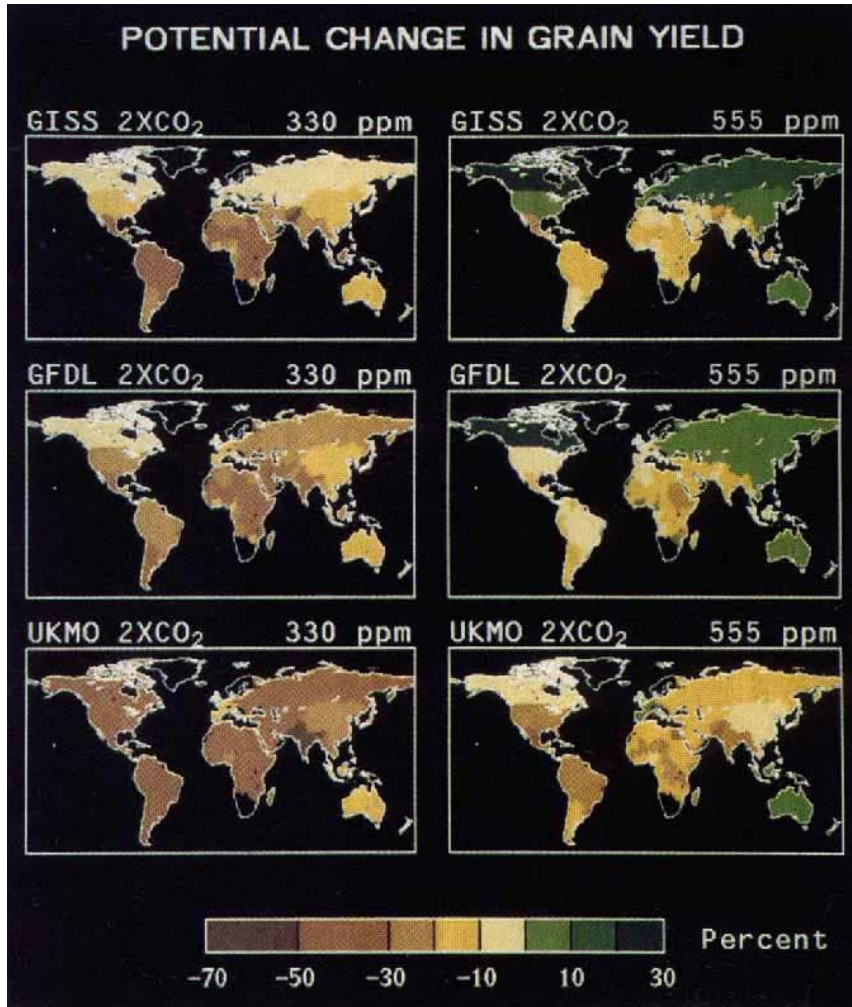 POTENTIAL CHANGE IN GRAIN YIELD
GISS 2XCO₂ 330 ppm
GISS 2XCO₂ 555 ppm
GFDL 2XCO₂ 330 ppm
GFDL 2XCO₂ 555 ppm
UKMO 2XCO₂ 330 ppm
UKMO 2XCO₂ 555 ppm
Percent
-70 -50 -30 -10 10 30